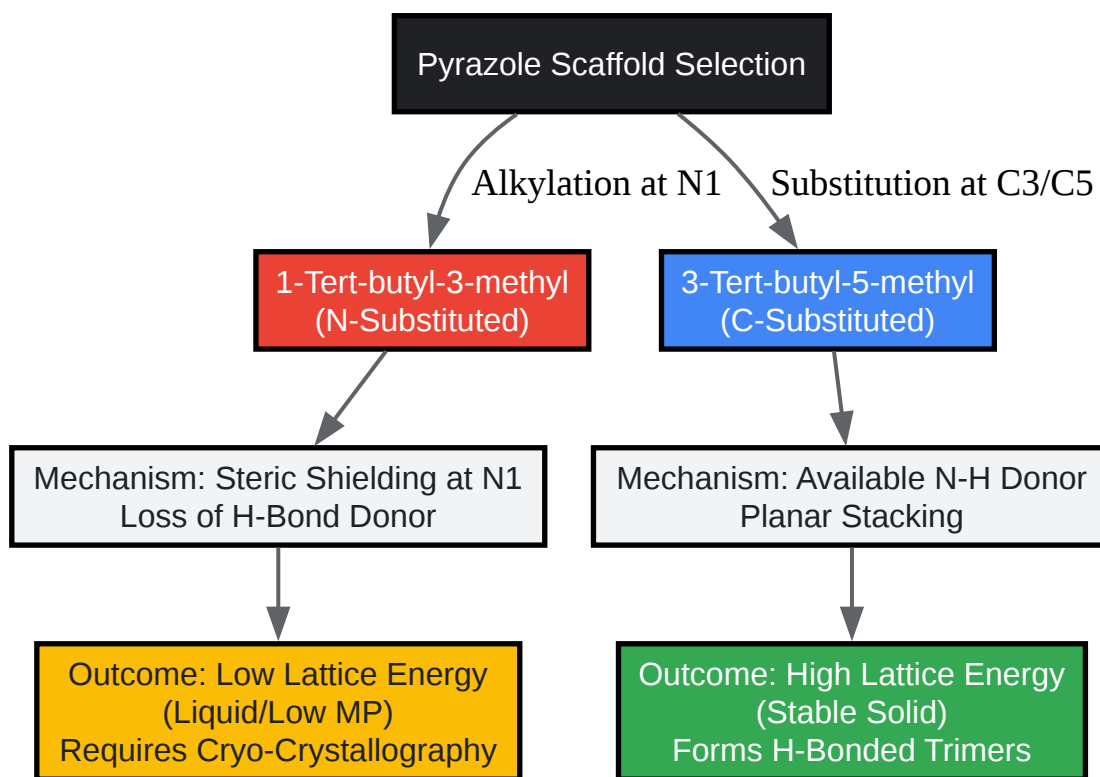 Pyrazole Scaffold Selection
Alkylation at N1
Substitution at C3/C5
1-Tert-butyl-3-methyl
(N-Substituted)
3-Tert-butyl-5-methyl
(C-Substituted)
Mechanism: Steric Shielding at N1
Loss of H-Bond Donor
Mechanism: Available N-H Donor
Planar Stacking
Outcome: Low Lattice Energy
(Liquid/Low MP)
Requires Cryo-Crystallography
Outcome: High Lattice Energy
(Stable Solid)
Forms H-Bonded Trimers